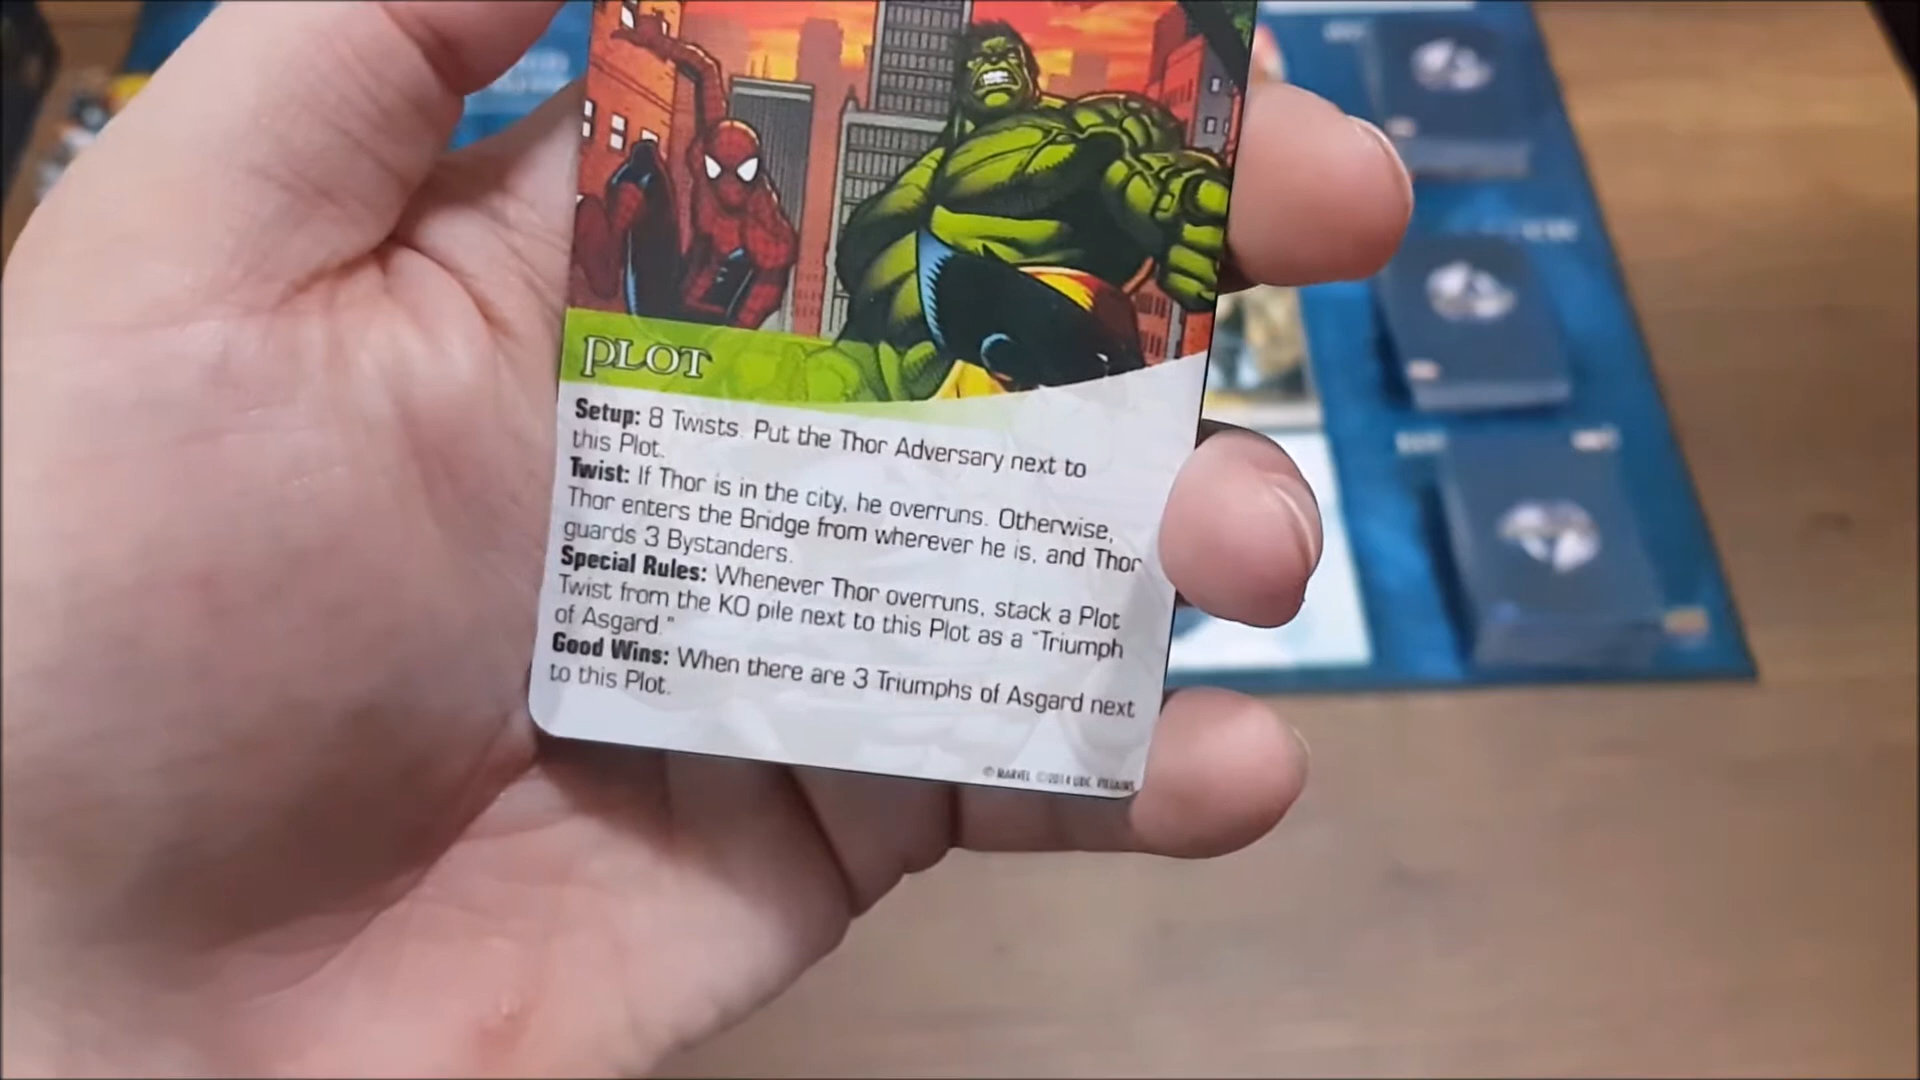 PLOT
Setup: 8 Twists. Put the Thor Adversary next to
this Plot.
Twist: If Thor is in the city, he overruns. Otherwise,
Thor enters the Bridge from wherever he is, and Thor
guards 3 Bystanders.
Special Rules: Whenever Thor overruns, stack a Plot
Twist from the KO pile next to this Plot as a "Triumph
of Asgard."
Good Wins: When there are 3 Triumphs of Asgard next
to this Plot.
© MARVEL ©2014 UDC VILLAINS